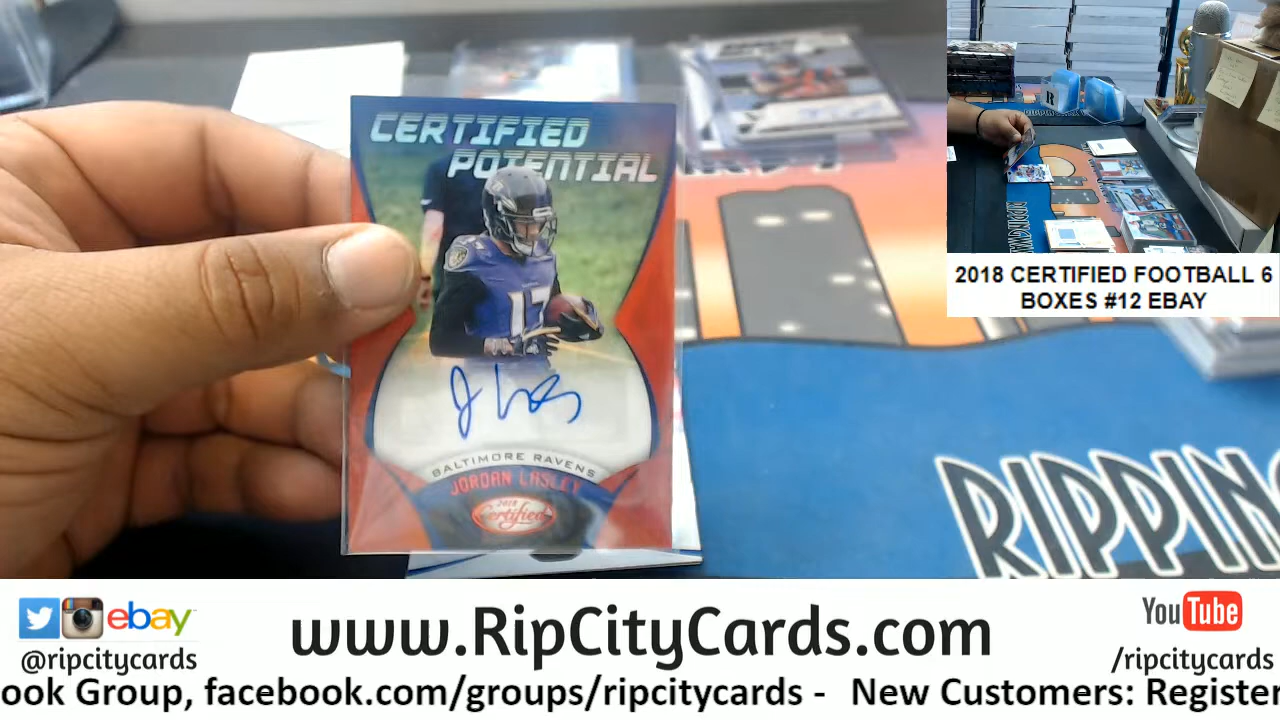 CERTIFIED
POTENTIAL
17
BALTIMORE RAVENS
JORDAN LASLEY
2018
Certified
RIPPIN
2018 CERTIFIED FOOTBALL 6
BOXES #12 EBAY
ebay
@ripcitycards
www.RipCityCards.com
YouTube
/ripcitycards
ook Group, facebook.com/groups/ripcitycards - New Customers: Register